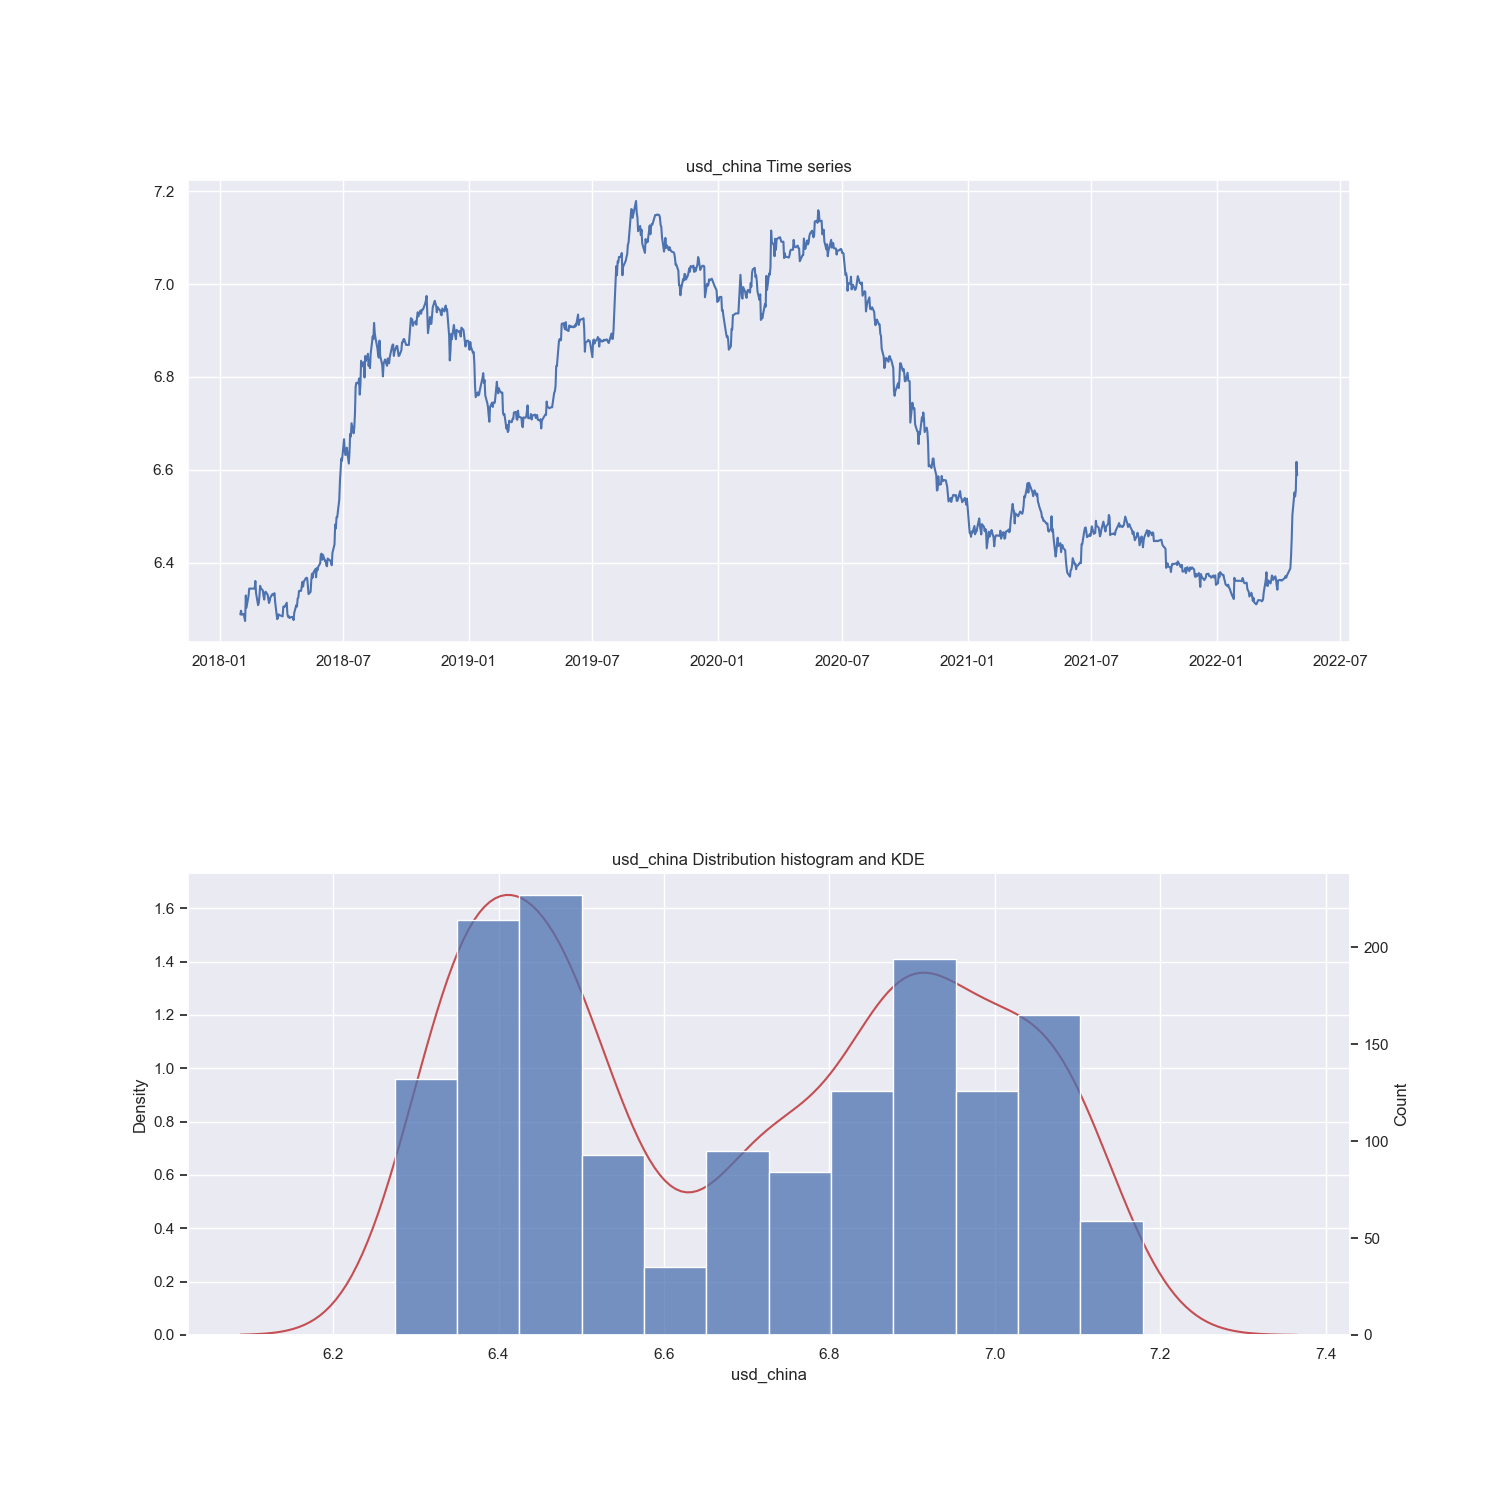 usd_china Time series
7.2
7.0
6.8
6.6
6.4
2018-01 2018-07 2019-01 2019-07 2020-01 2020-07 2021-01 2021-07 2022-01 2022-07
usd_china Distribution histogram and KDE
1.6
1.4
1.2
1.0
0.8
0.6
0.4
0.2
0.0
Density
200
150
100
50
0
Count
6.2 6.4 6.6 6.8 7.0 7.2 7.4
usd_china